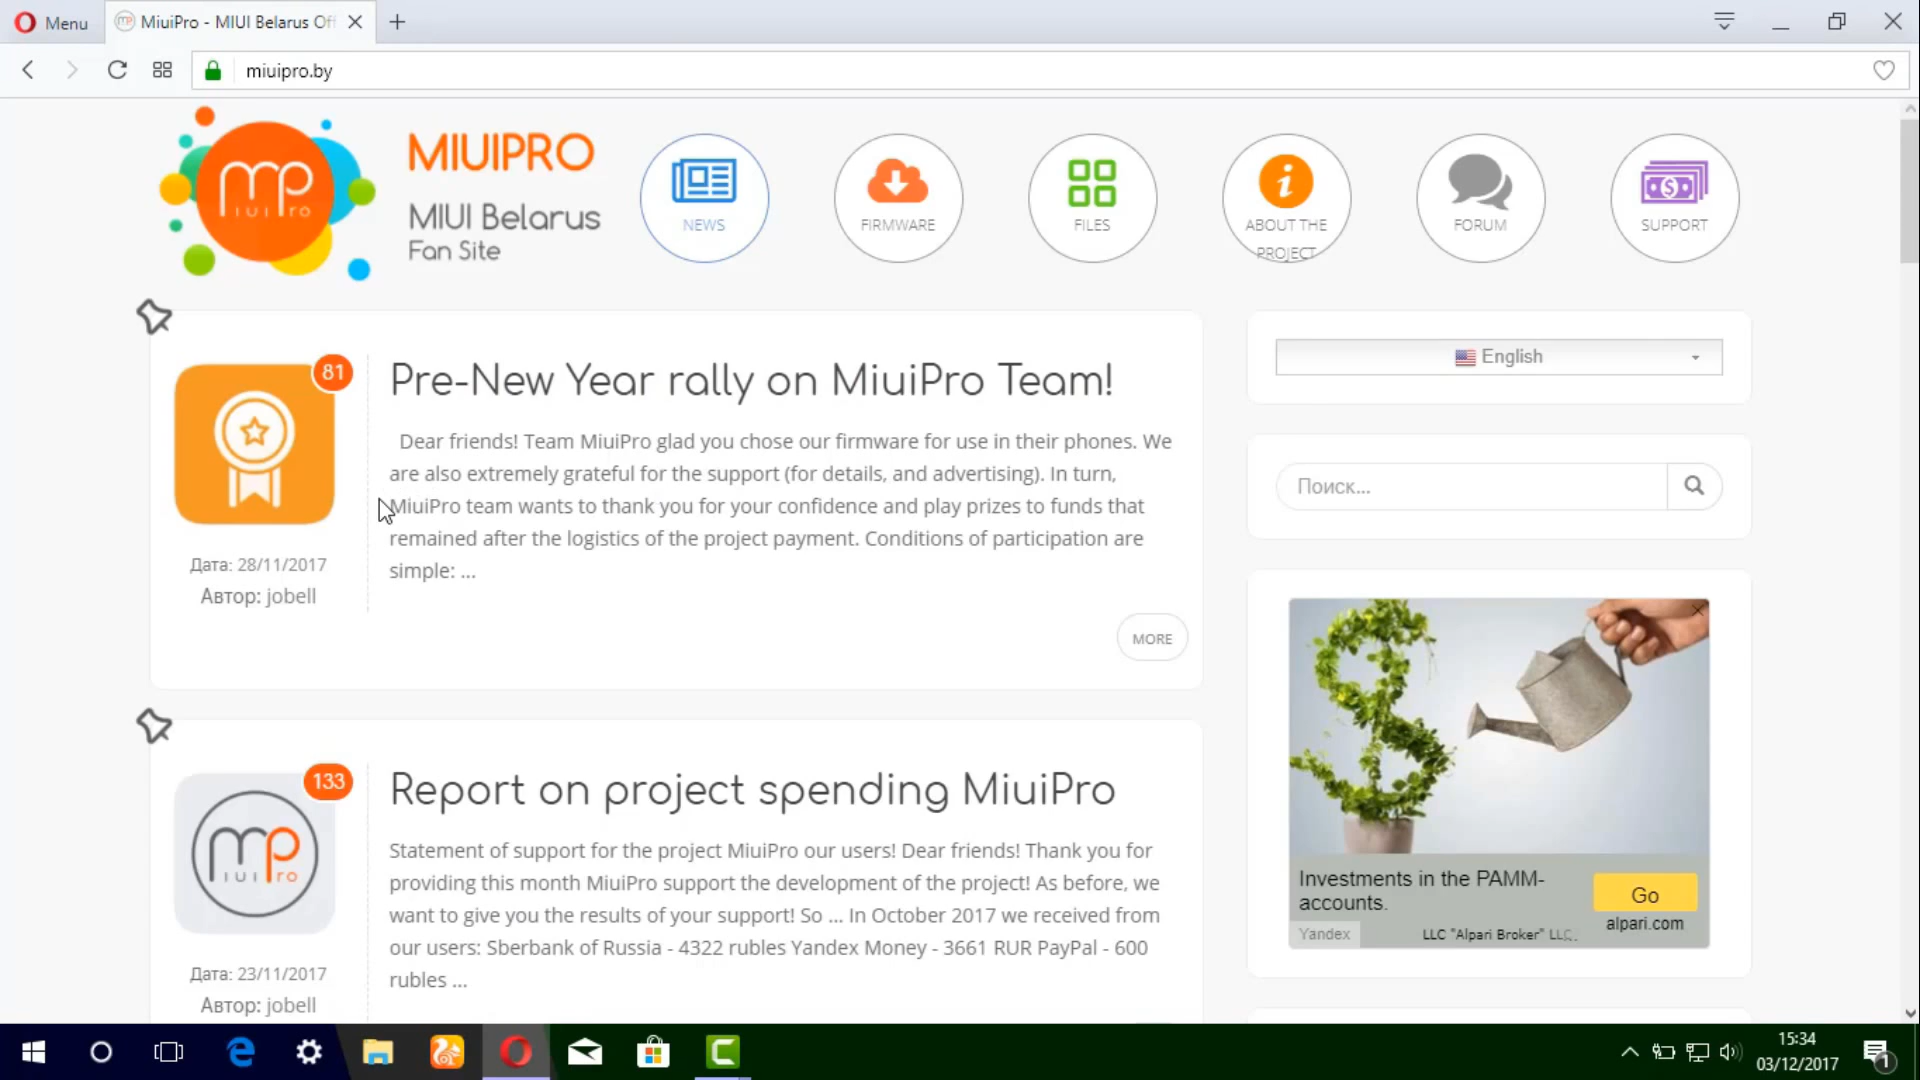 Menu
MiuiPro - MIUI Belarus Off
miuipro.by
MIUIPRO
MIUI Belarus
Fan Site
mp
MIUIPro
NEWS
FIRMWARE
FILES
ABOUT THE
PROJECT
FORUM
SUPPORT
81
Pre-New Year rally on MiuiPro Team!
Dear friends! Team MiuiPro glad you chose our firmware for use in their phones. We
are also extremely grateful for the support (for details, and advertising). In turn,
MiuiPro team wants to thank you for your confidence and play prizes to funds that
remained after the logistics of the project payment. Conditions of participation are
simple: ...
Дата: 28/11/2017
Автор: jobell
MORE
English
Поиск...
133
mp
MIUIPro
Report on project spending MiuiPro
Statement of support for the project MiuiPro our users! Dear friends! Thank you for
providing this month MiuiPro support the development of the project! As before, we
want to give you the results of your support! So ... In October 2017 we received from
our users: Sberbank of Russia - 4322 rubles Yandex Money - 3661 RUR PayPal - 600
rubles ...
Дата: 23/11/2017
Автор: jobell
Investments in the PAMM-
accounts.
Go
alpari.com
Yandex
LLC "Alpari Broker" LLC.
15:34
03/12/2017
1